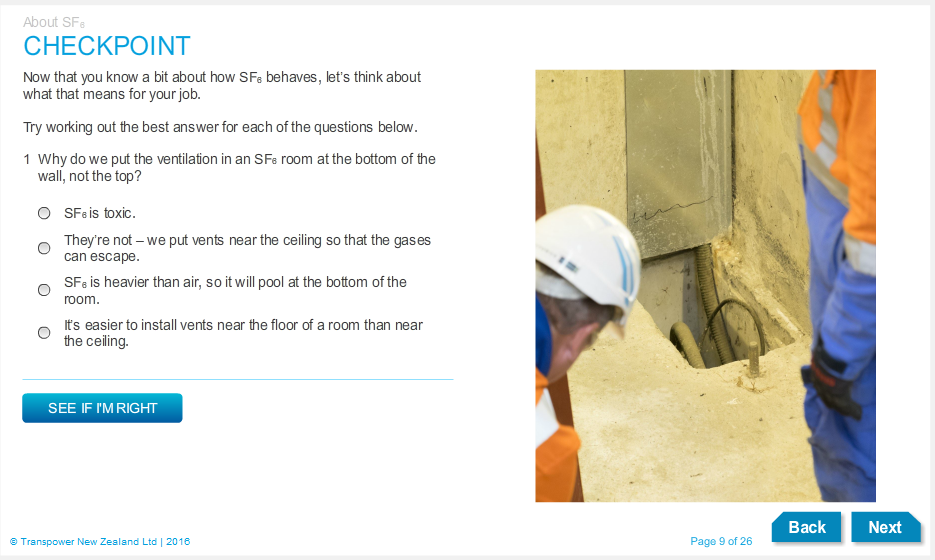 About SF₆
CHECKPOINT
Now that you know a bit about how SF₆ behaves, let's think about
what that means for your job.
Try working out the best answer for each of the questions below.
1 Why do we put the ventilation in an SF₆ room at the bottom of the
wall, not the top?
SF₆ is toxic.
They're not – we put vents near the ceiling so that the gases
can escape.
SF₆ is heavier than air, so it will pool at the bottom of the
room.
It's easier to install vents near the floor of a room than near
the ceiling.
SEE IF I'M RIGHT
Back
Next
© Transpower New Zealand Ltd | 2016
Page 9 of 26